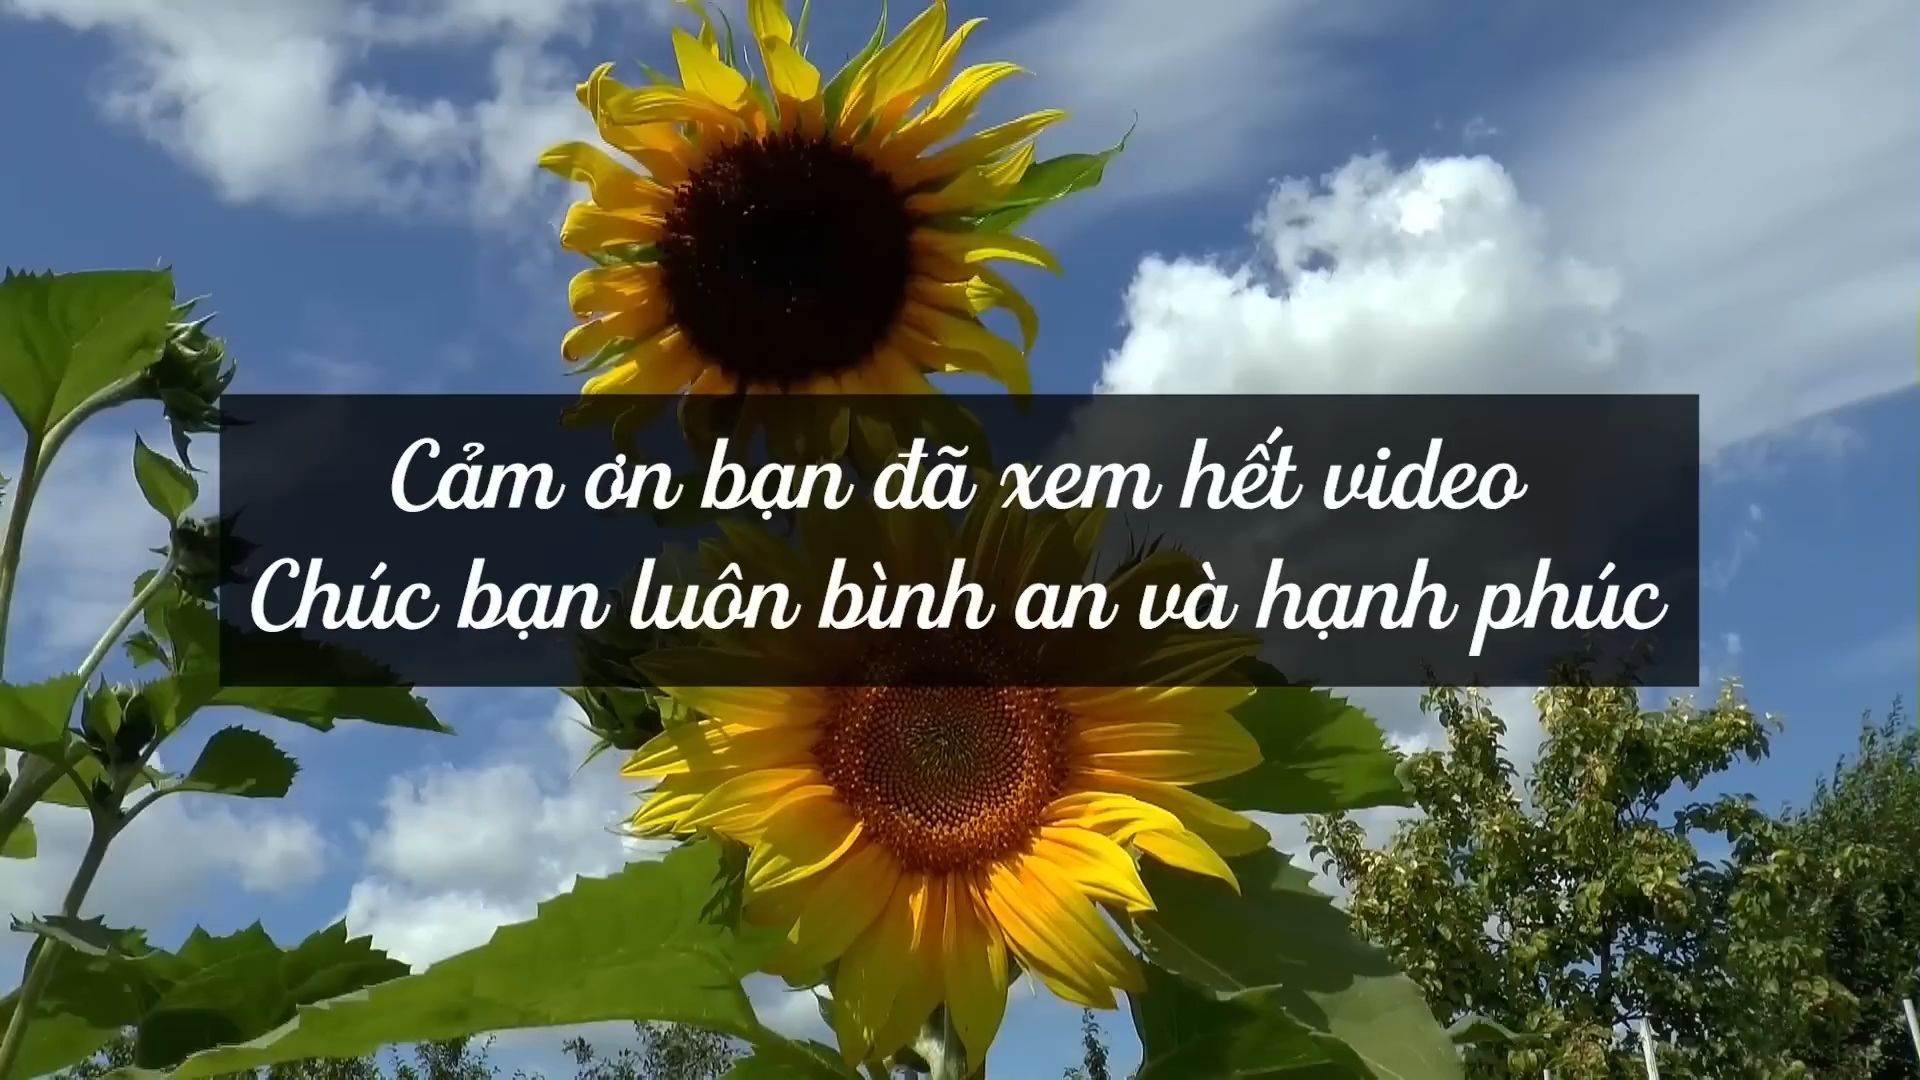 Cảm ơn bạn đã xem hết video
Chúc bạn luôn bình an và hạnh phúc